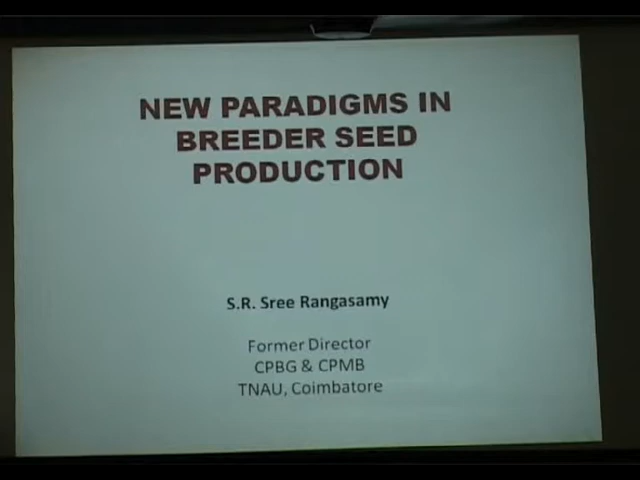 NEW PARADIGMS IN
BREEDER SEED
PRODUCTION
S.R. Sree Rangasamy
Former Director
CPBG & CPMB
TNAU, Coimbatore